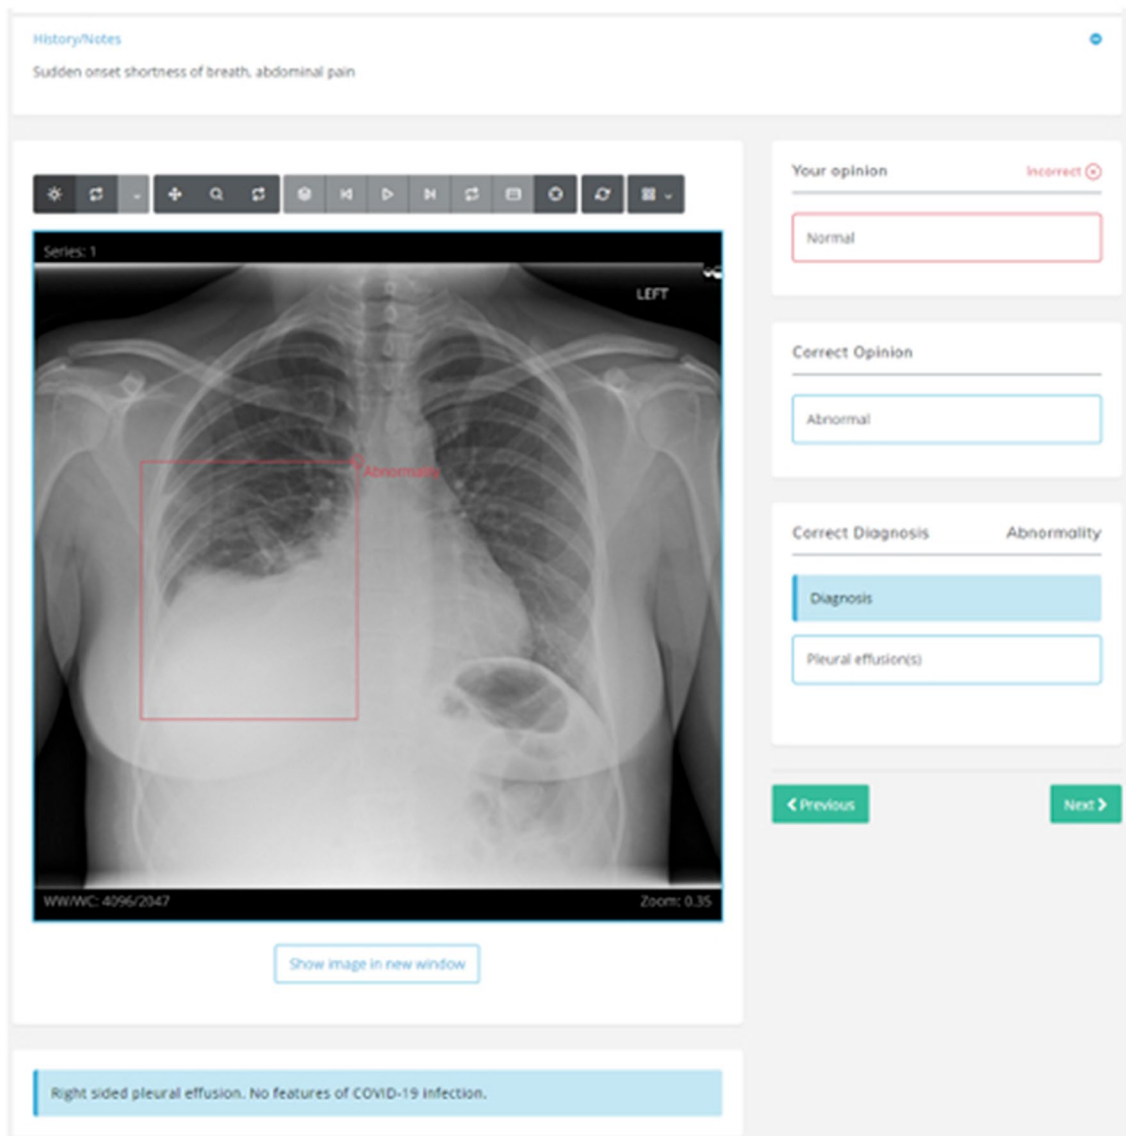 History/Notes
Sudden onset shortness of breath, abdominal pain
Series: 1
LEFT
Abnormality
WW/WC: 4096/2047
Zoom: 0.35
Show image in new window
Right sided pleural effusion. No features of COVID-19 infection.
Your opinion
Incorrect
Normal
Correct Opinion
Abnormal
Correct Diagnosis
Abnormality
Diagnosis
Pleural effusion(s)
Previous
Next